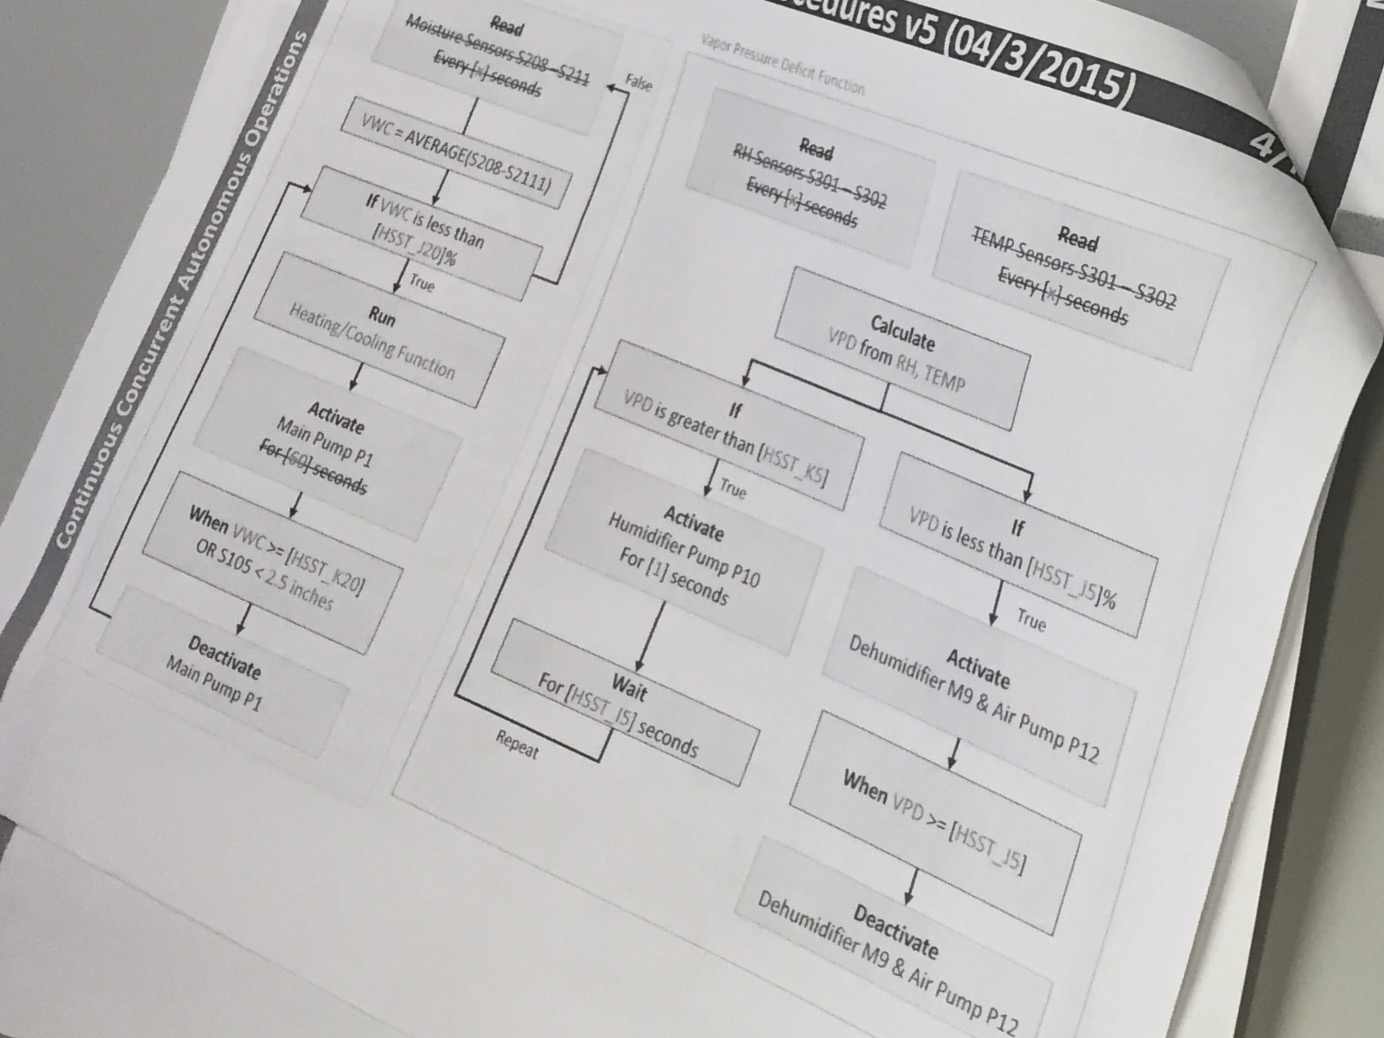 cedures v5 (04/3/2015)
4/
Continuous Concurrent Autonomous Operations
Read
Moisture Sensors S208 -S211
Every [x] seconds
False
VWC = AVERAGE(S208-S2111)
If VWC is less than
[HSST_J20]%
True
Run
Heating/Cooling Function
Activate
Main Pump P1
For [60] seconds
When VWC >= [HSST_K20]
OR S105 < 2.5 inches
Deactivate
Main Pump P1
Vapor Pressure Deficit Function
Read
RH Sensors S301 – S302
Every [x] seconds
Read
TEMP Sensors S301 – S302
Every [x] seconds
Calculate
VPD from RH, TEMP
If
VPD is greater than [HSST_K5]
True
Activate
Humidifier Pump P10
For [1] seconds
Wait
For [HSST_I5] seconds
Repeat
If
VPD is less than [HSST_J5]%
True
Activate
Dehumidifier M9 & Air Pump P12
When VPD >= [HSST_J5]
Deactivate
Dehumidifier M9 & Air Pump P12